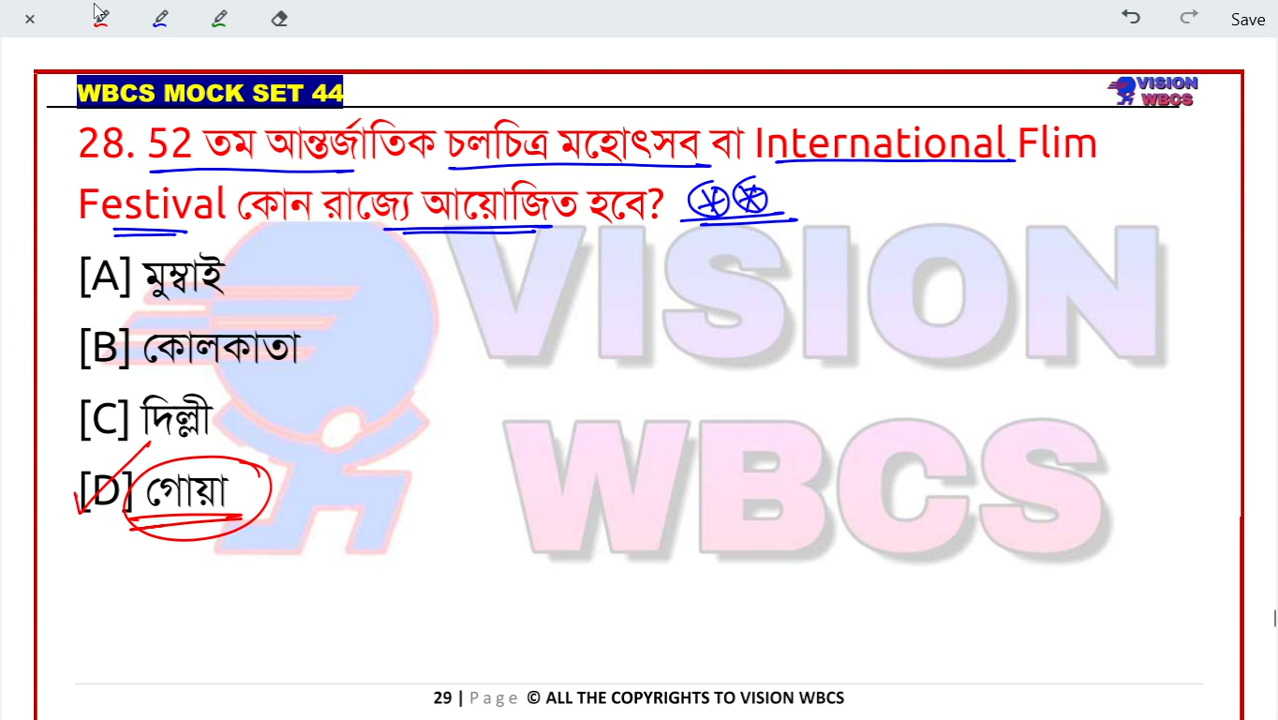 Save
WBCS MOCK SET 44
VISION
WBCS
28. 52 তম আন্তর্জাতিক চলচিত্র মহোৎসব বা International Flim
Festival কোন রাজ্যে আয়োজিত হবে?
[A] মুম্বাই
[B] কোলকাতা
[C] দিল্লী
[D] গোয়া
VISION
WBCS
29 | Page © ALL THE COPYRIGHTS TO VISION WBCS